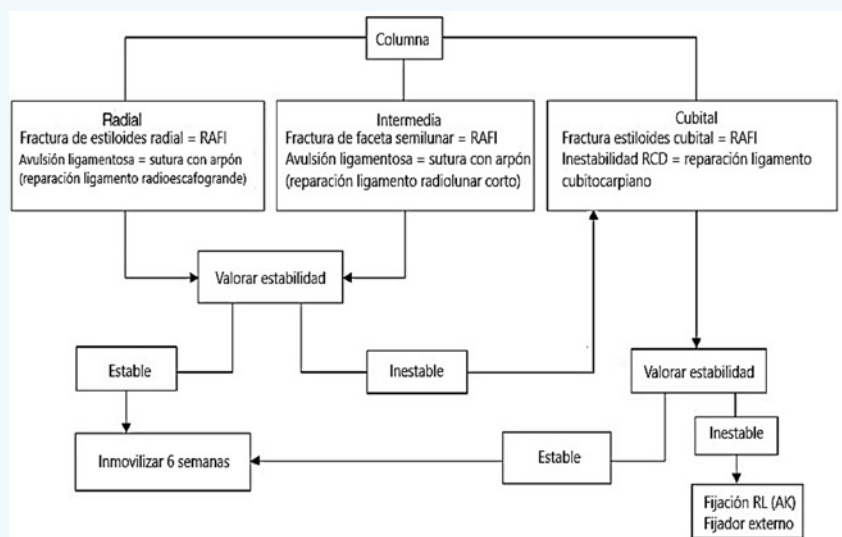 Columna
Radial
Fractura de estiloides radial = RAFI
Avulsión ligamentosa = sutura con arpón
(reparación ligamento radioescafogrande)
Intermedia
Fractura de faceta semilunar = RAFI
Avulsión ligamentosa = sutura con arpón
(reparación ligamento radiolunar corto)
Cubital
Fractura estiloides cubital = RAFI
Inestabilidad RCD = reparación ligamento
cubitocarpiano
Valorar estabilidad
Estable
Inestable
Valorar estabilidad
Inmovilizar 6 semanas
Estable
Inestable
Fijación RL (AK)
Fijador externo